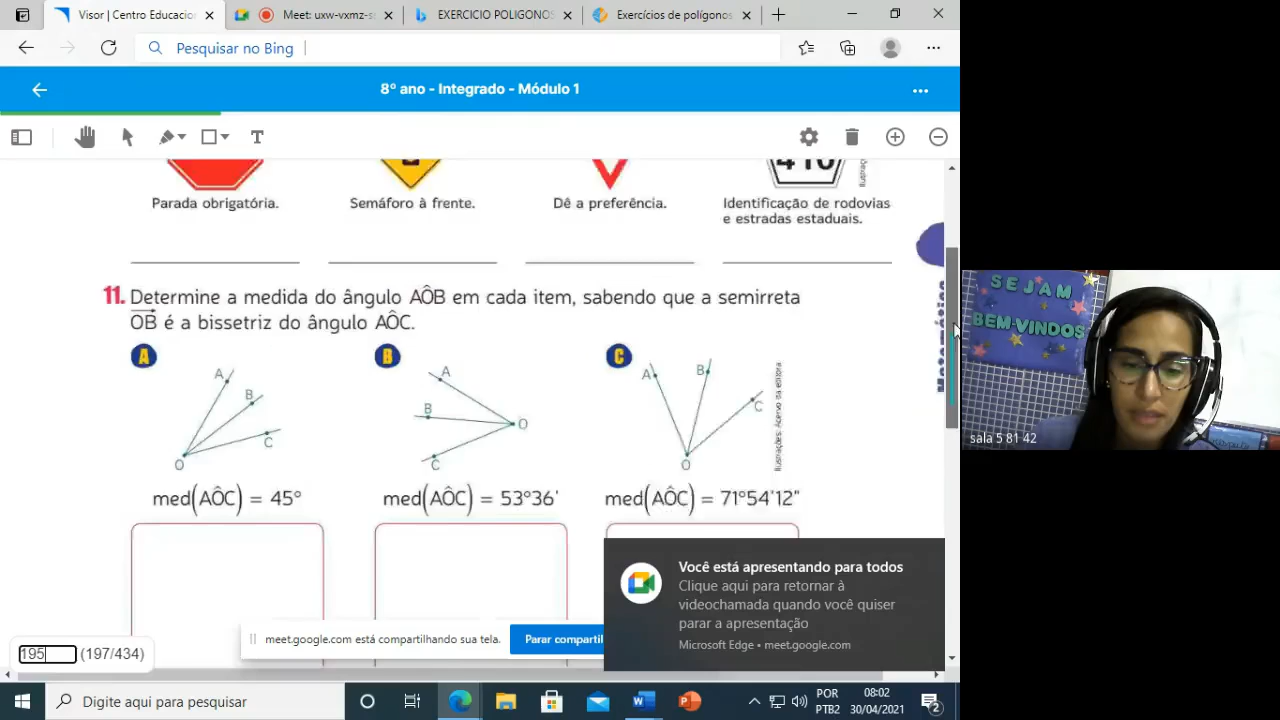 Visor | Centro Educacion
Meet: uxw-vxmz-s
EXERCICIO POLIGONOS
Exercícios de polígonos
Pesquisar no Bing
8º ano - Integrado - Módulo 1
T
Parada obrigatória.
Semáforo à frente.
Dê a preferência.
Identificação de rodovias
e estradas estaduais.
11. Determine a medida do ângulo AÔB em cada item, sabendo que a semirreta
OB é a bissetriz do ângulo AÔC.
A
B
C
A
B
C
O
A
B
C
O
A
B
C
O
Ilustrações: Acervo da editora
med(AÔC) = 45°
med(AÔC) = 53°36'
med(AÔC) = 71°54'12"
Você está apresentando para todos
Clique aqui para retornar à
videochamada quando você quiser
parar a apresentação
Microsoft Edge • meet.google.com
meet.google.com está compartilhando sua tela.
Parar compartil
195 (197/434)
Digite aqui para pesquisar
POR
PTB2
08:02
30/04/2021
2
SEJAM
BEM-VINDOS
sala 5 81 42